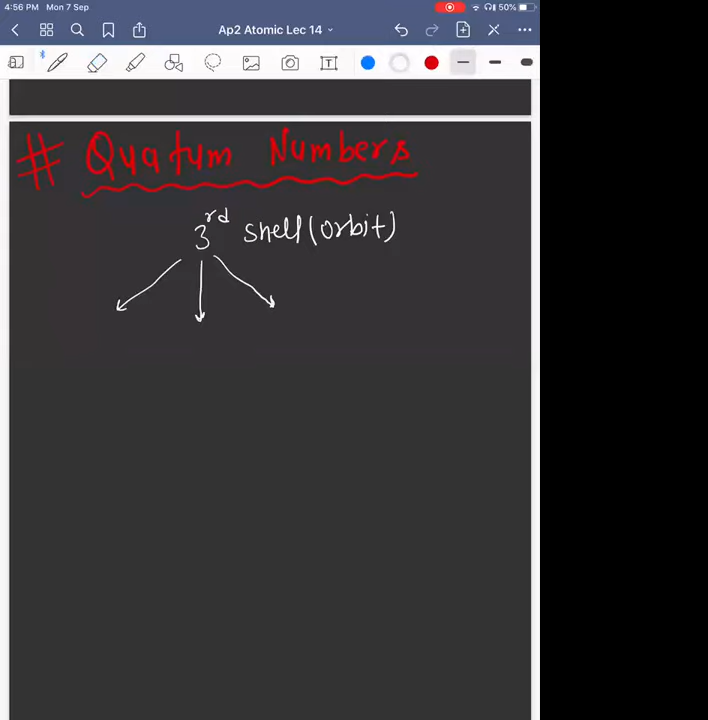 4:56 PM Mon 7 Sep 50%
Ap2 Atomic Lec 14
T
# Quatum Numbers
3rd shell (orbit)